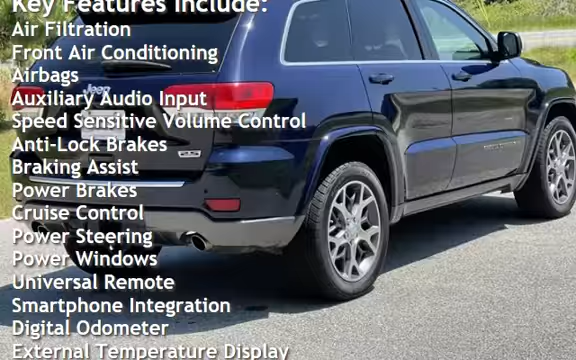 Key Features Include:
Air Filtration
Front Air Conditioning
Airbags
Jeep
Auxiliary Audio Input
Speed Sensitive Volume Control
Anti-Lock Brakes
Braking Assist
Power Brakes
Cruise Control
Power Steering
Power Windows
Universal Remote
Smartphone Integration
Digital Odometer
External Temperature Display